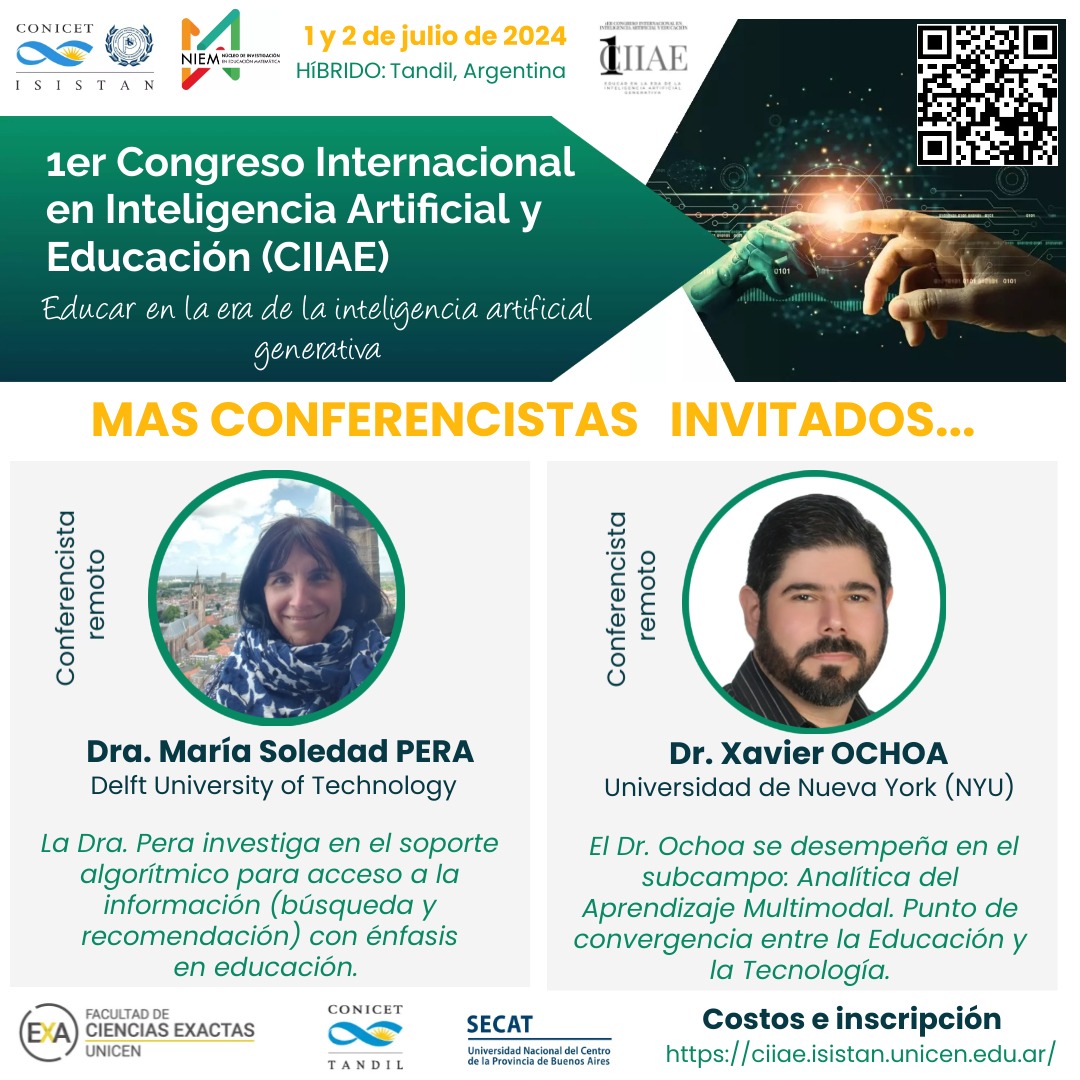 CONICET
I S I S T A N
NIEM
NÚCLEO DE INVESTIGACIÓN
EN EDUCACIÓN MATEMÁTICA
1 y 2 de julio de 2024
HíBRIDO: Tandil, Argentina
1ER CONGRESO INTERNACIONAL EN
INTELIGENCIA ARTIFICIAL Y EDUCACIÓN
1CIIAE
EDUCAR EN LA ERA DE LA
INTELIGENCIA ARTIFICIAL
GENERATIVA
1er Congreso Internacional
en Inteligencia Artificial y
Educación (CIIAE)
Educar en la era de la inteligencia artificial
generativa
0101
MAS CONFERENCISTAS INVITADOS...
Conferencista
remoto
Dra. María Soledad PERA
Delft University of Technology
La Dra. Pera investiga en el soporte
algorítmico para acceso a la
información (búsqueda y
recomendación) con énfasis
en educación.
Conferencista
remoto
Dr. Xavier OCHOA
Universidad de Nueva York (NYU)
El Dr. Ochoa se desempeña en el
subcampo: Analítica del
Aprendizaje Multimodal. Punto de
convergencia entre la Educación y
la Tecnología.
EXA
FACULTAD DE
CIENCIAS EXACTAS
UNICEN
CONICET
T A N D I L
SECAT
Universidad Nacional del Centro
de la Provincia de Buenos Aires
Costos e inscripción
https://ciiae.isistan.unicen.edu.ar/